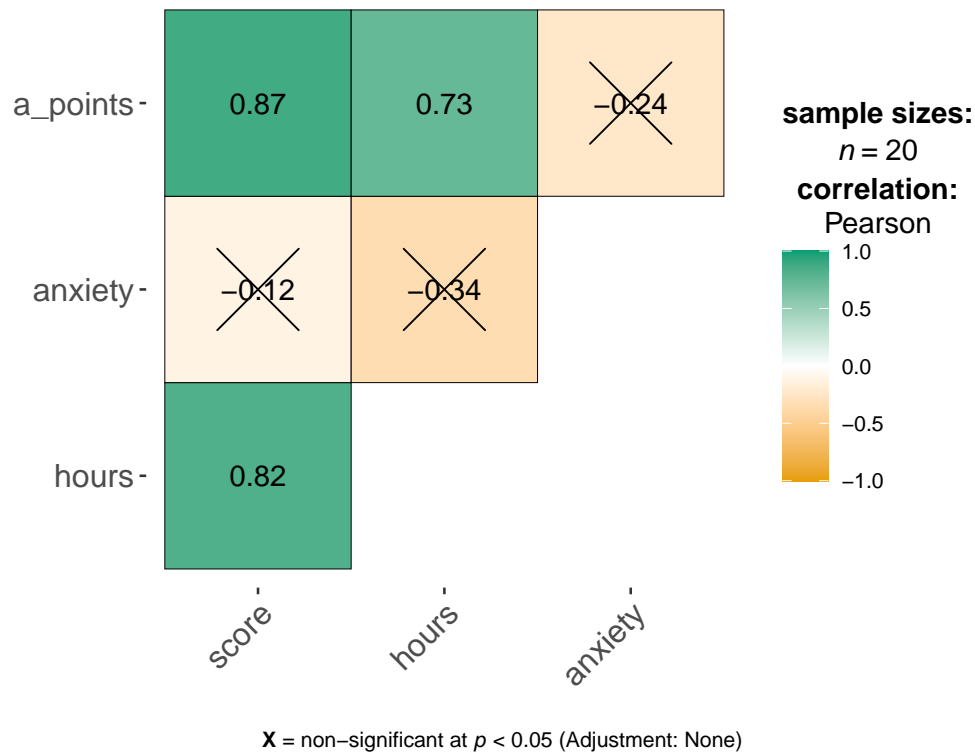 a_points
0.87
0.73
−0.24
anxiety
−0.12
−0.34
hours
0.82
score
hours
anxiety
sample sizes:
n = 20
correlation:
Pearson
1.0
0.5
0.0
−0.5
−1.0
X = non−significant at p < 0.05 (Adjustment: None)